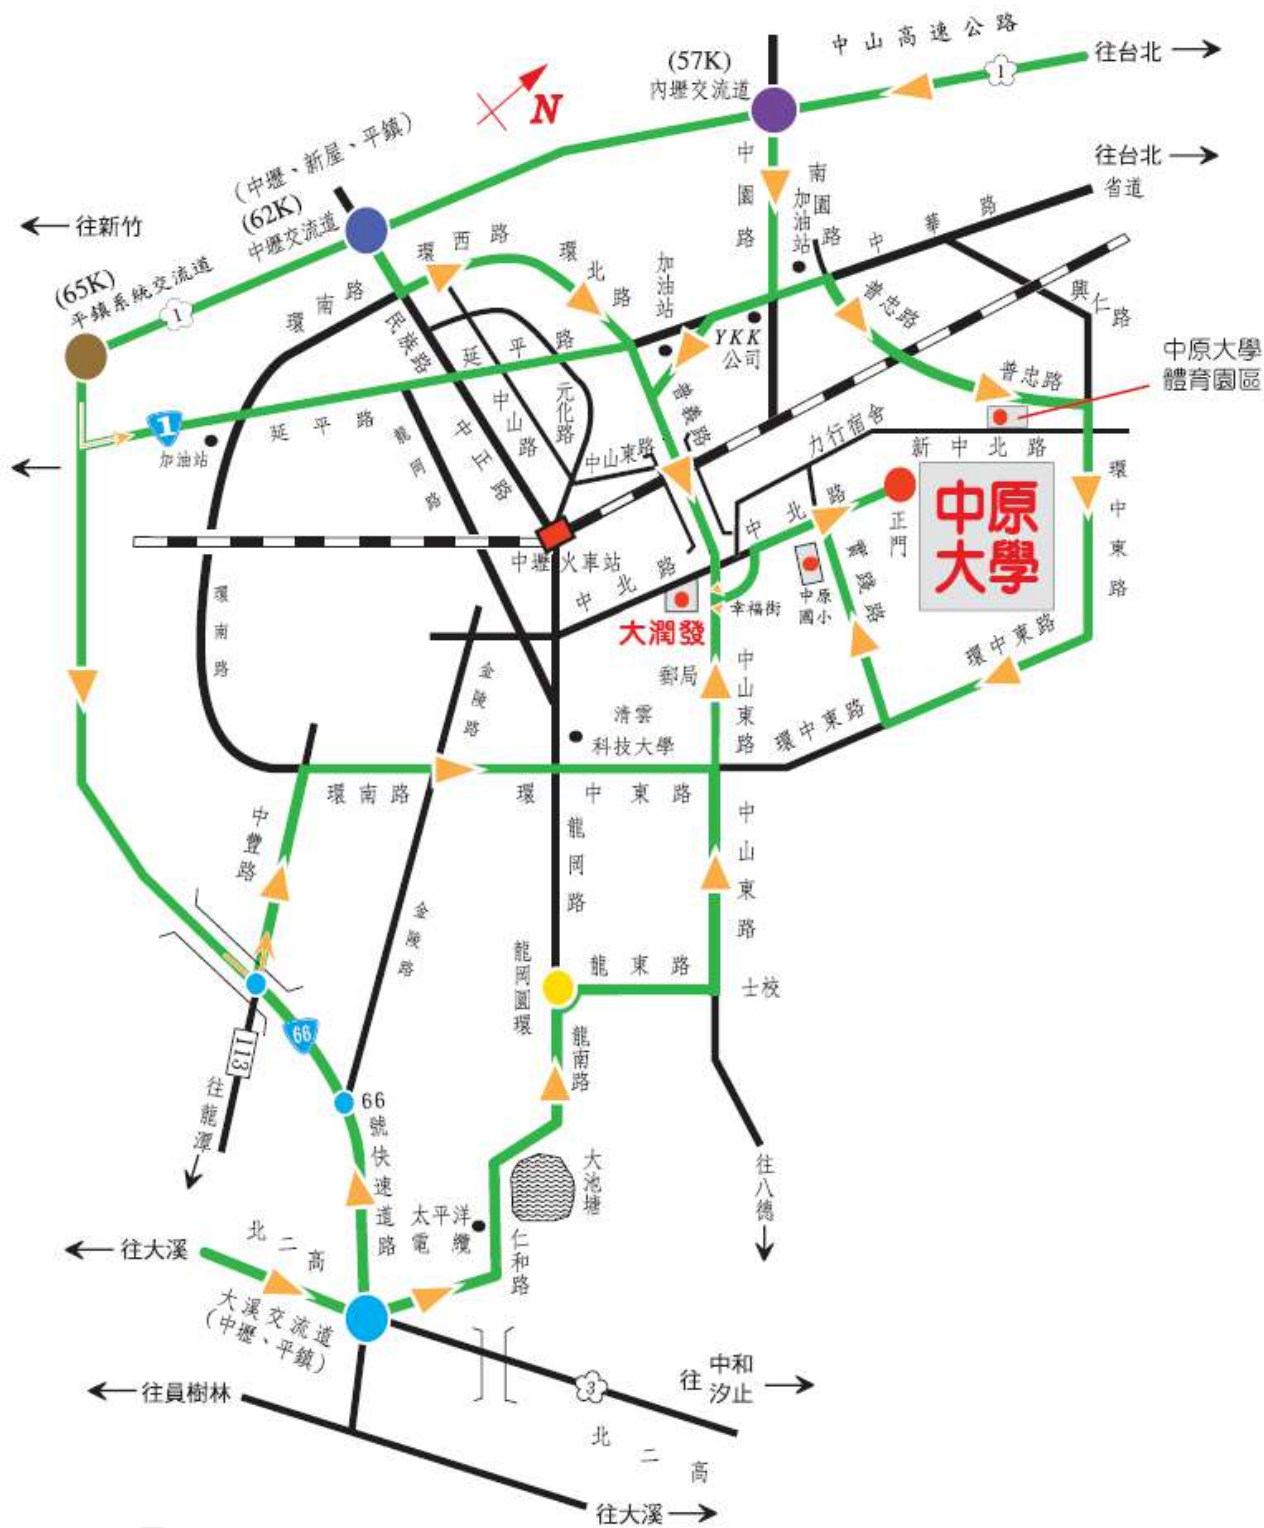 中山高速公路
往台北
1
(57K)
內壢交流道
N
往台北
省道
(中壢、新屋、平鎮)
(62K)
中壢交流道
往新竹
(65K)
平鎮系統交流道
1
中園路
南園路
加油站
中華路
環西路
環北路
加油站
環南路
民族路
延平路
YKK
公司
普忠路
興仁路
中原大學
體育園區
普忠路
1
加油站
延平路
龍岡路
中正路
中山路
元化路
中山東路
普義路
力行宿舍
新中北路
中北路
正門
中原
大學
環中東路
中壢火車站
中北路
大潤發
幸福街
中原
國小
實踐路
環中東路
環南路
金陵路
郵局
中山東路
清雲
科技大學
環中東路
環南路
環中東路
中豐路
龍岡路
中山東路
金陵路
龍岡圓環
龍東路
士校
66
113
往龍潭
龍南路
66
號快速道路
大池塘
往八德
太平洋
電纜
仁和路
往大溪
北二高
大溪交流道
(中壢、平鎮)
往員樹林
3
往
中和
汐止
北二高
往大溪